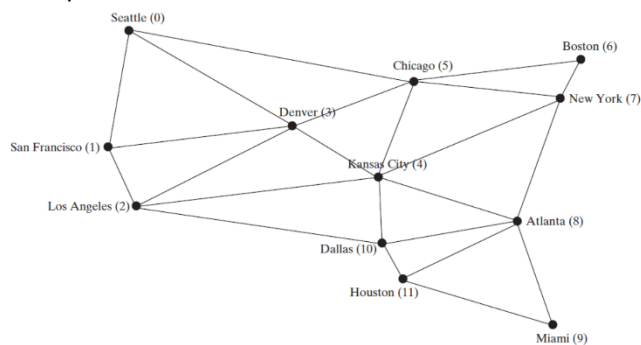 Seattle (0)
Boston (6)
Chicago (5)
New York (7)
Denver (3)
San Francisco (1)
Kansas City (4)
Los Angeles (2)
Atlanta (8)
Dallas (10)
Houston (11)
Miami (9)